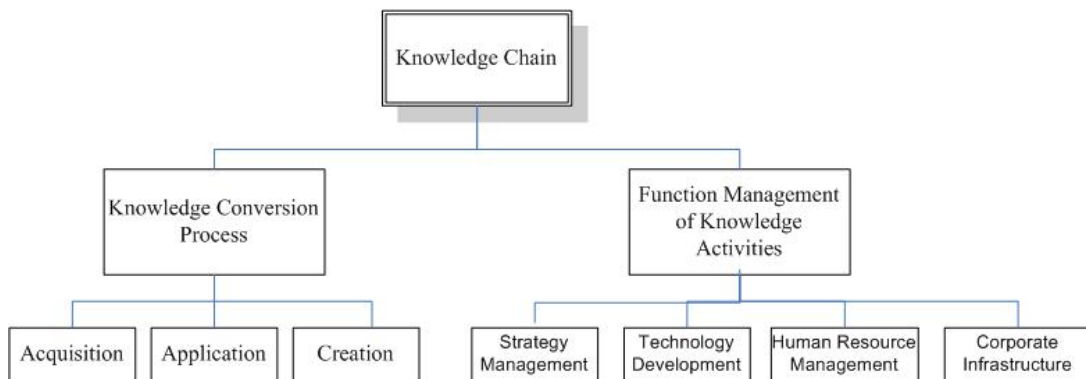 Knowledge Chain
Knowledge Conversion
Process
Function Management
of Knowledge
Activities
Acquisition
Application
Creation
Strategy
Management
Technology
Development
Human Resource
Management
Corporate
Infrastructure